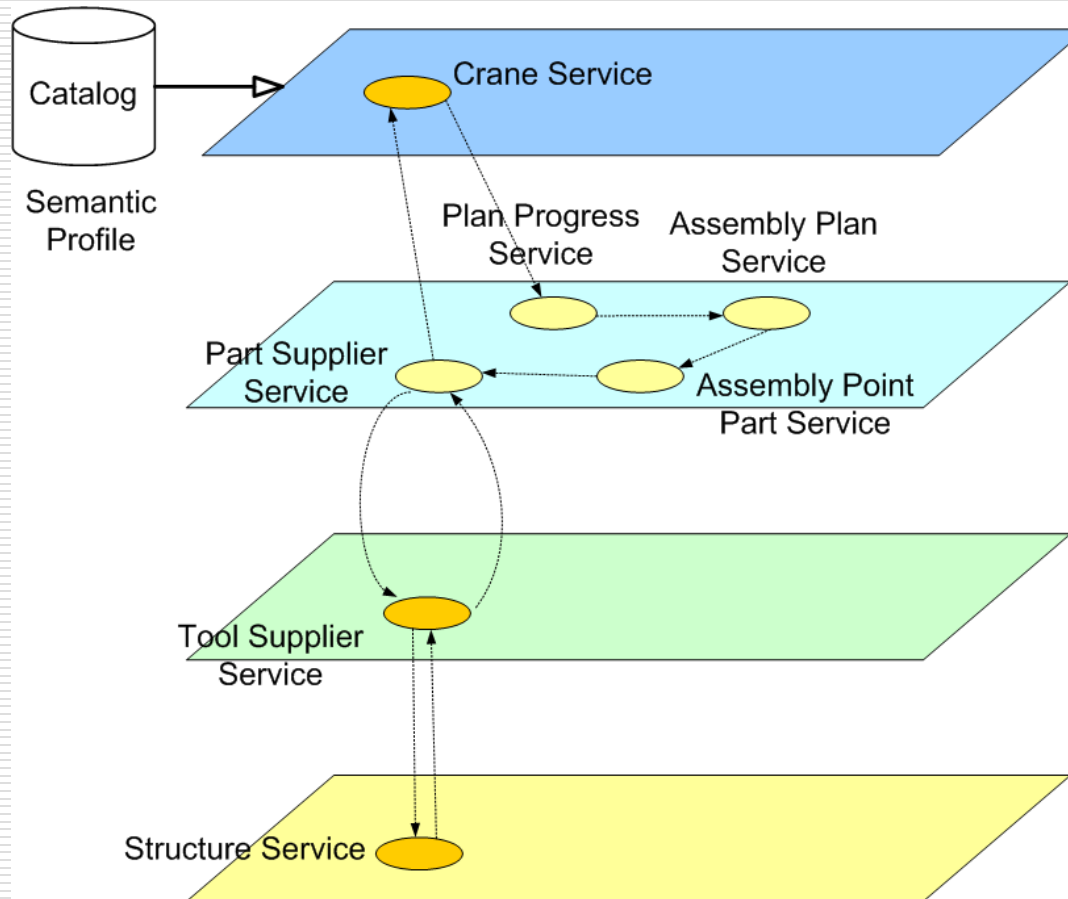 Catalog
Semantic
Profile
Crane Service
Plan Progress
Service
Assembly Plan
Service
Part Supplier
Service
Assembly Point
Part Service
Tool Supplier
Service
Structure Service